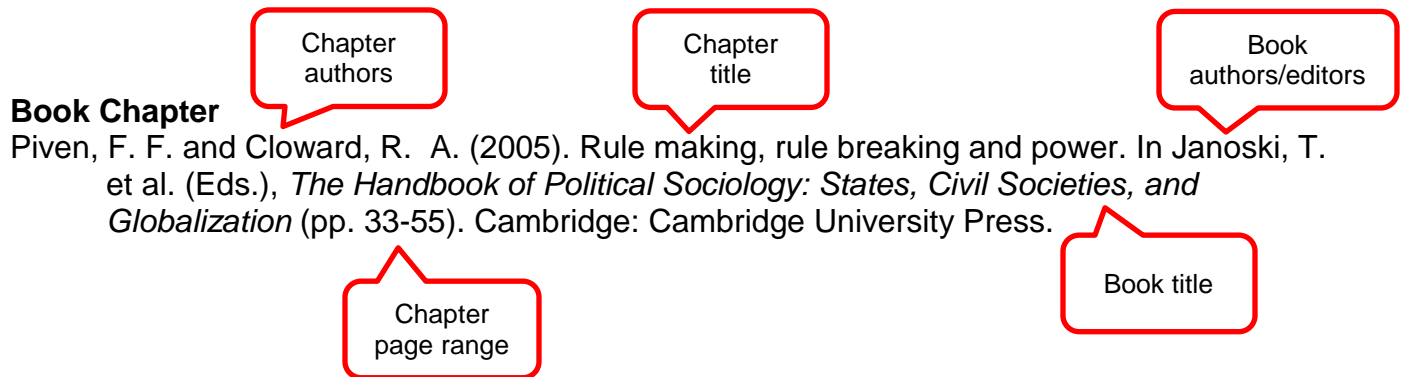 Chapter
authors
Chapter
title
Book
authors/editors
Book Chapter
Piven, F. F. and Cloward, R.  A. (2005). Rule making, rule breaking and power. In Janoski, T.
et al. (Eds.), The Handbook of Political Sociology: States, Civil Societies, and
Globalization (pp. 33-55). Cambridge: Cambridge University Press.
Book title
Chapter
page range